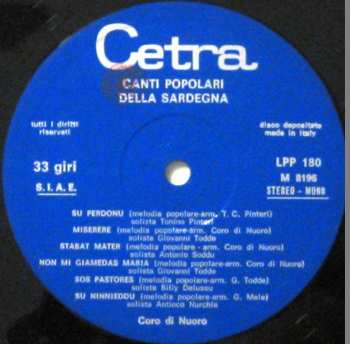 Cetra
CANTI POPOLARI
DELLA SARDEGNA
tutti i diritti
riservati
disco depositato
made in Italy
33 giri
S.I.A.E.
LPP 180
M 8196
STEREO - MONO
SU PERDONU (melodia popolare-arm. T. C. Pinteri)
solista Tonino Pinteri
MISERERE (melodia popolare-arm. Coro di Nuoro)
solista Giovanni Todde
STABAT MATER (melodia popolare - arm. Coro di Nuoro)
solista Antonio Soddu
NON MI GIAMEDAS MARIA (melodia popolare-arm. Coro di Nuoro)
solista Giovanni Todde
SOS PASTORES (melodia popolare-arm. G. Todde)
solista Billy Delussu
SU NINNIEDDU (melodia popolare-arm. G. Mele)
solista Antioco Nurchis
Coro di Nuoro